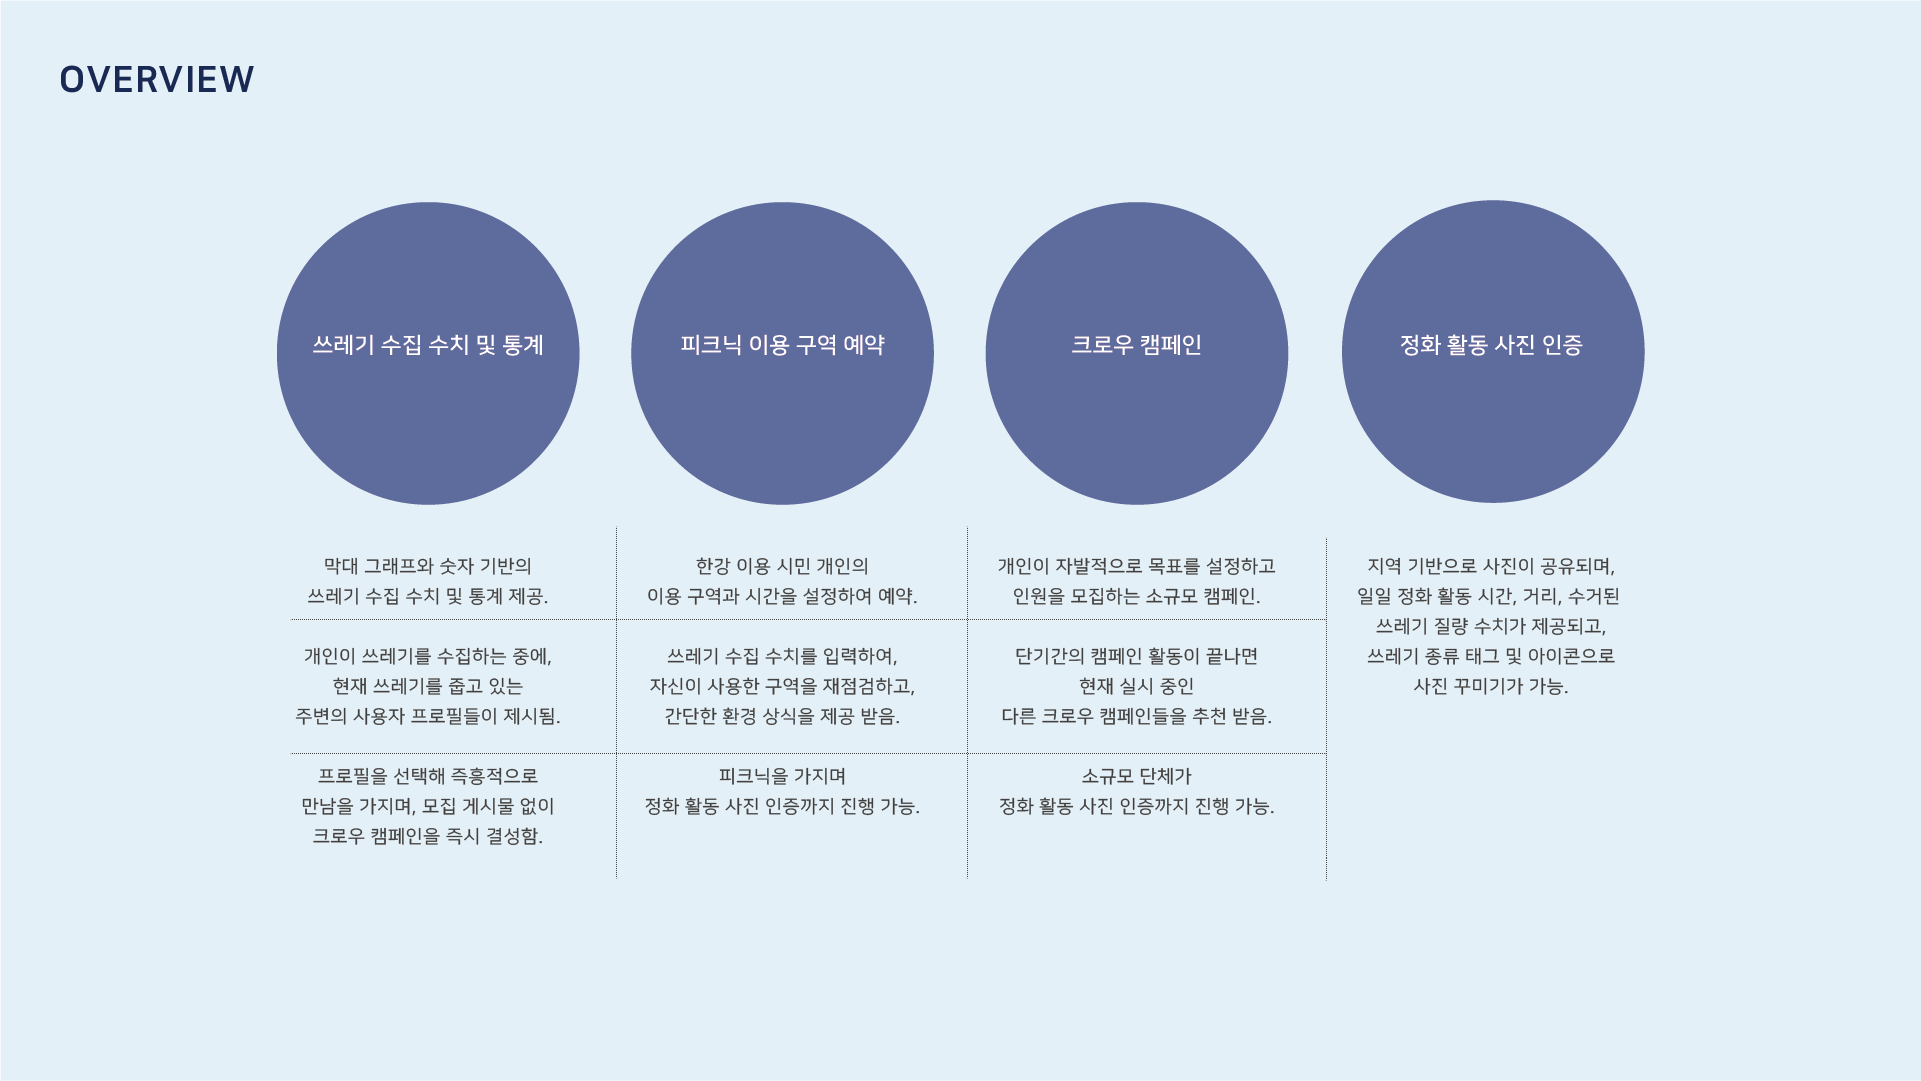 OVERVIEW
쓰레기 수집 수치 및 통계
피크닉 이용 구역 예약
크로우 캠페인
정화 활동 사진 인증
막대 그래프와 숫자 기반의
쓰레기 수집 수치 및 통계 제공.
개인이 쓰레기를 수집하는 중에,
현재 쓰레기를 줍고 있는
주변의 사용자 프로필들이 제시됨.
프로필을 선택해 즉흥적으로
만남을 가지며, 모집 게시물 없이
크로우 캠페인을 즉시 결성함.
한강 이용 시민 개인의
이용 구역과 시간을 설정하여 예약.
쓰레기 수집 수치를 입력하여,
자신이 사용한 구역을 재점검하고,
간단한 환경 상식을 제공 받음.
피크닉을 가지며
정화 활동 사진 인증까지 진행 가능.
개인이 자발적으로 목표를 설정하고
인원을 모집하는 소규모 캠페인.
단기간의 캠페인 활동이 끝나면
현재 실시 중인
다른 크로우 캠페인들을 추천 받음.
소규모 단체가
정화 활동 사진 인증까지 진행 가능.
지역 기반으로 사진이 공유되며,
일일 정화 활동 시간, 거리, 수거된
쓰레기 질량 수치가 제공되고,
쓰레기 종류 태그 및 아이콘으로
사진 꾸미기가 가능.